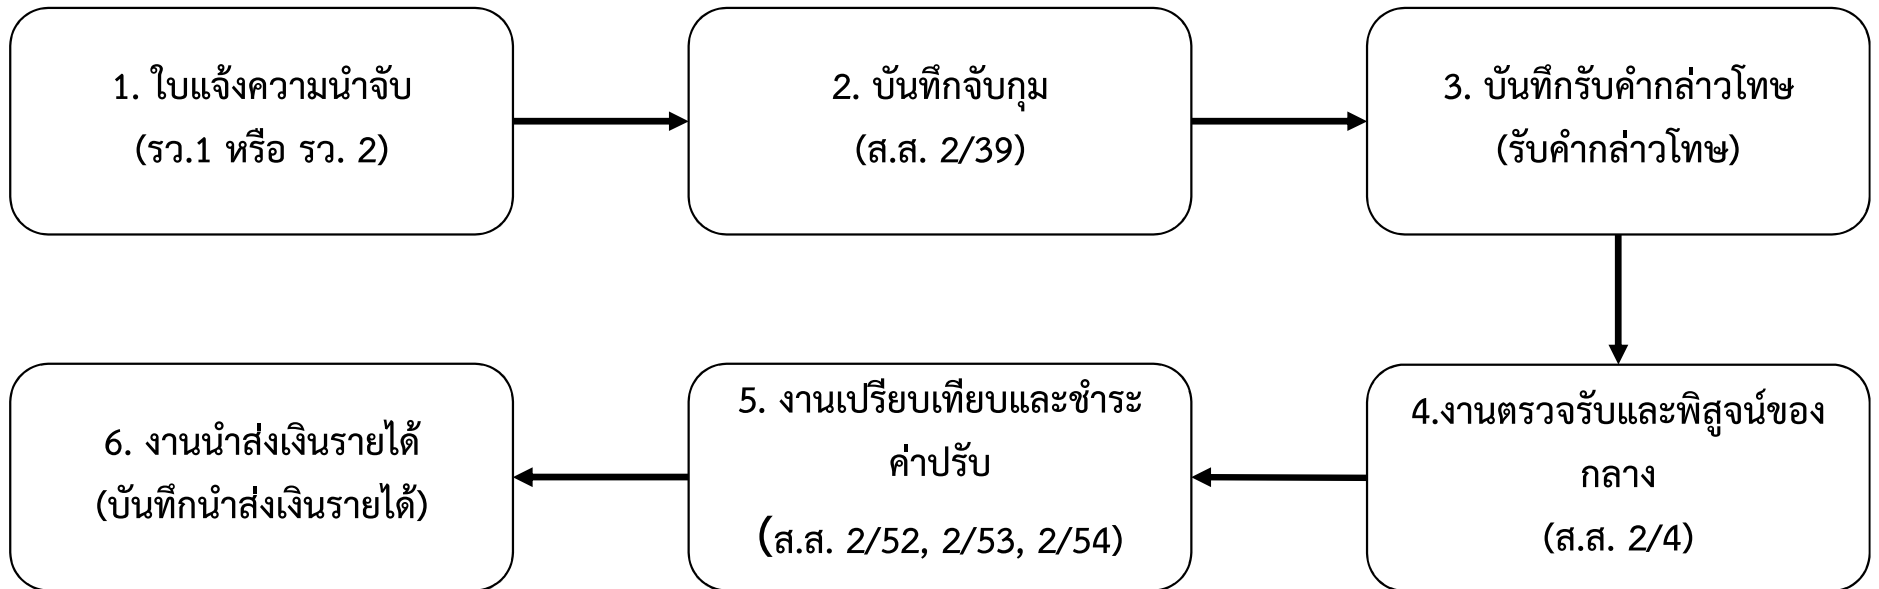 1. ใบแจ้งความนำจับ
(รว.1 หรือ รว. 2)
2. บันทึกจับกุม
(ส.ส. 2/39)
3. บันทึกรับคำกล่าวโทษ
(รับคำกล่าวโทษ)
4.งานตรวจรับและพิสูจน์ของ
กลาง
(ส.ส. 2/4)
5. งานเปรียบเทียบและชำระ
ค่าปรับ
(ส.ส. 2/52, 2/53, 2/54)
6. งานนำส่งเงินรายได้
(บันทึกนำส่งเงินรายได้)